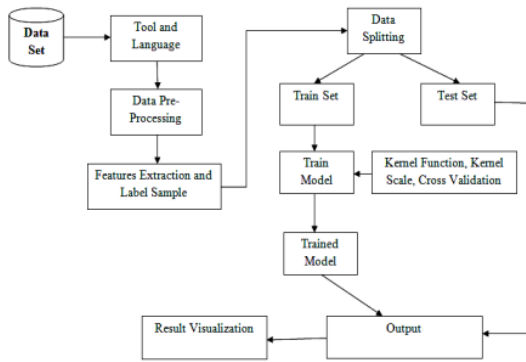 Data
Set
Tool and
Language
Data Pre-
Processing
Features Extraction and
Label Sample
Data
Splitting
Train Set
Test Set
Train
Model
Kernel Function, Kernel
Scale, Cross Validation
Trained
Model
Result Visualization
Output